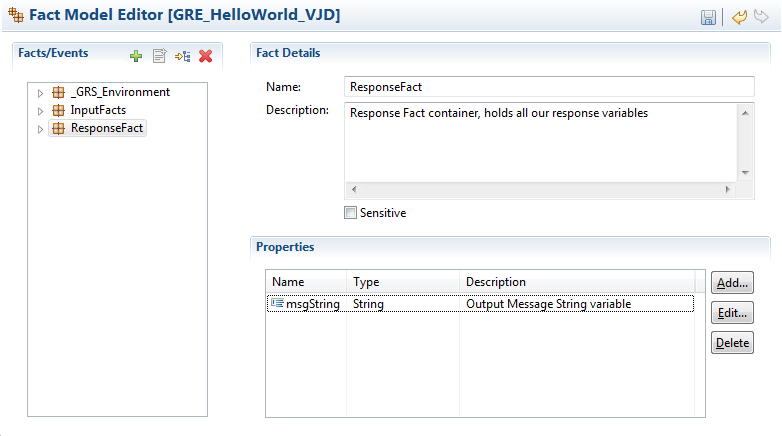 Fact Model Editor [GRE_HelloWorld_VJD]
Facts/Events
_GRS_Environment
InputFacts
ResponseFact
Fact Details
Name: ResponseFact
Description: Response Fact container, holds all our response variables
Sensitive
Properties
Name Type Description
msgString String Output Message String variable
Add...
Edit...
Delete